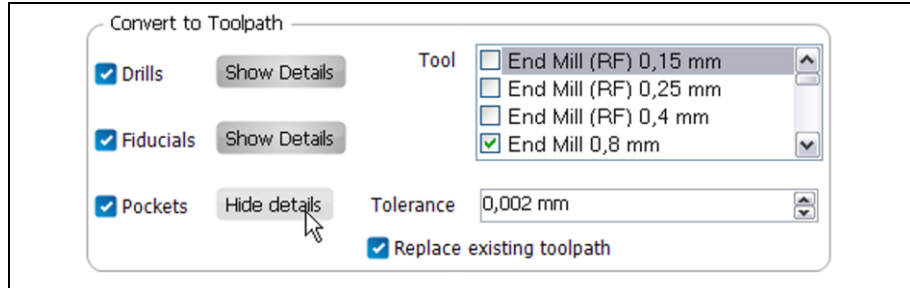 Convert to Toolpath
Drills Show Details
Fiducials Show Details
Pockets Hide details
Tool
End Mill (RF) 0,15 mm
End Mill (RF) 0,25 mm
End Mill (RF) 0,4 mm
End Mill 0,8 mm
Tolerance 0,002 mm
Replace existing toolpath